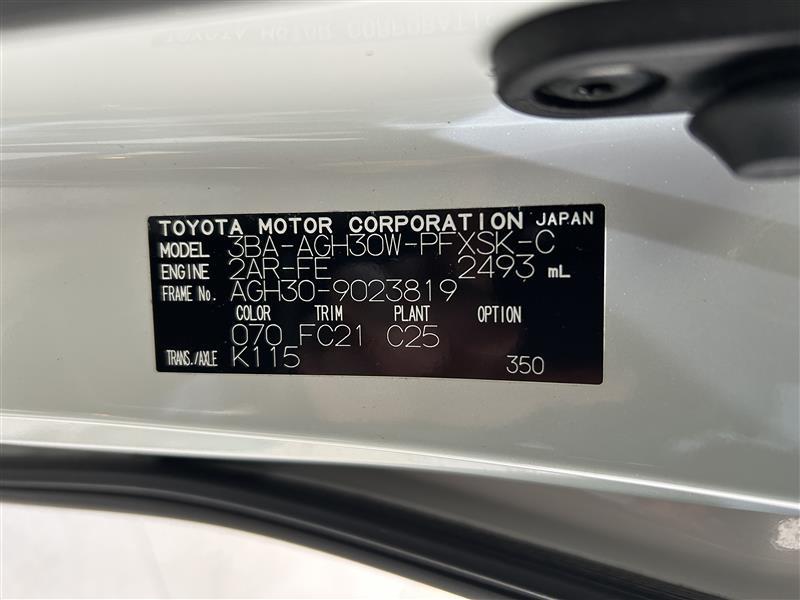 TOYOTA MOTOR CORPORATION JAPAN
MODEL 3BA-AGH30W-PFXSK-C
ENGINE 2AR-FE 2493 mL
FRAME No. AGH30-9023819
COLOR TRIM PLANT OPTION
070 FC21 C25
TRANS./AXLE K115 350